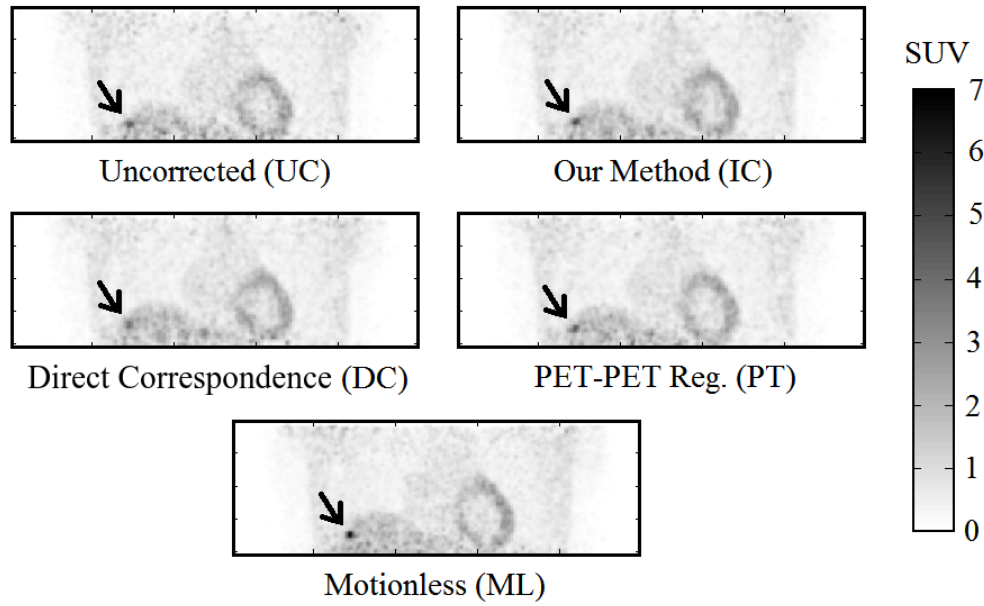 SUV
7
6
5
4
3
2
1
0
Uncorrected (UC)
Our Method (IC)
Direct Correspondence (DC)
PET-PET Reg. (PT)
Motionless (ML)